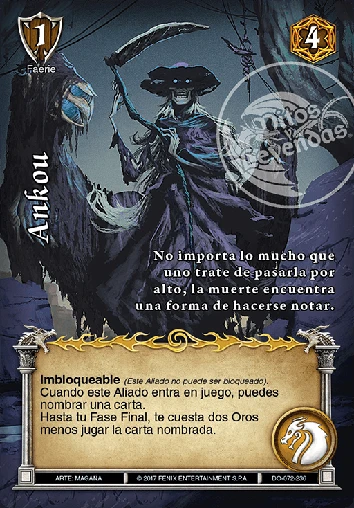 1
4
Faerie
Mitos
y Leyendas
Ankou
No importa lo mucho que
uno trate de pasarla por
alto, la muerte encuentra
una forma de hacerse notar.
Imbloqueable (Este Aliado no puede ser bloqueado).
Cuando este Aliado entra en juego, puedes
nombrar una carta.
Hasta tu Fase Final, te cuesta dos Oros
menos jugar la carta nombrada.
ARTE: MAGAÑA
© 2017 FENIX ENTERTAINMENT S.P.A.